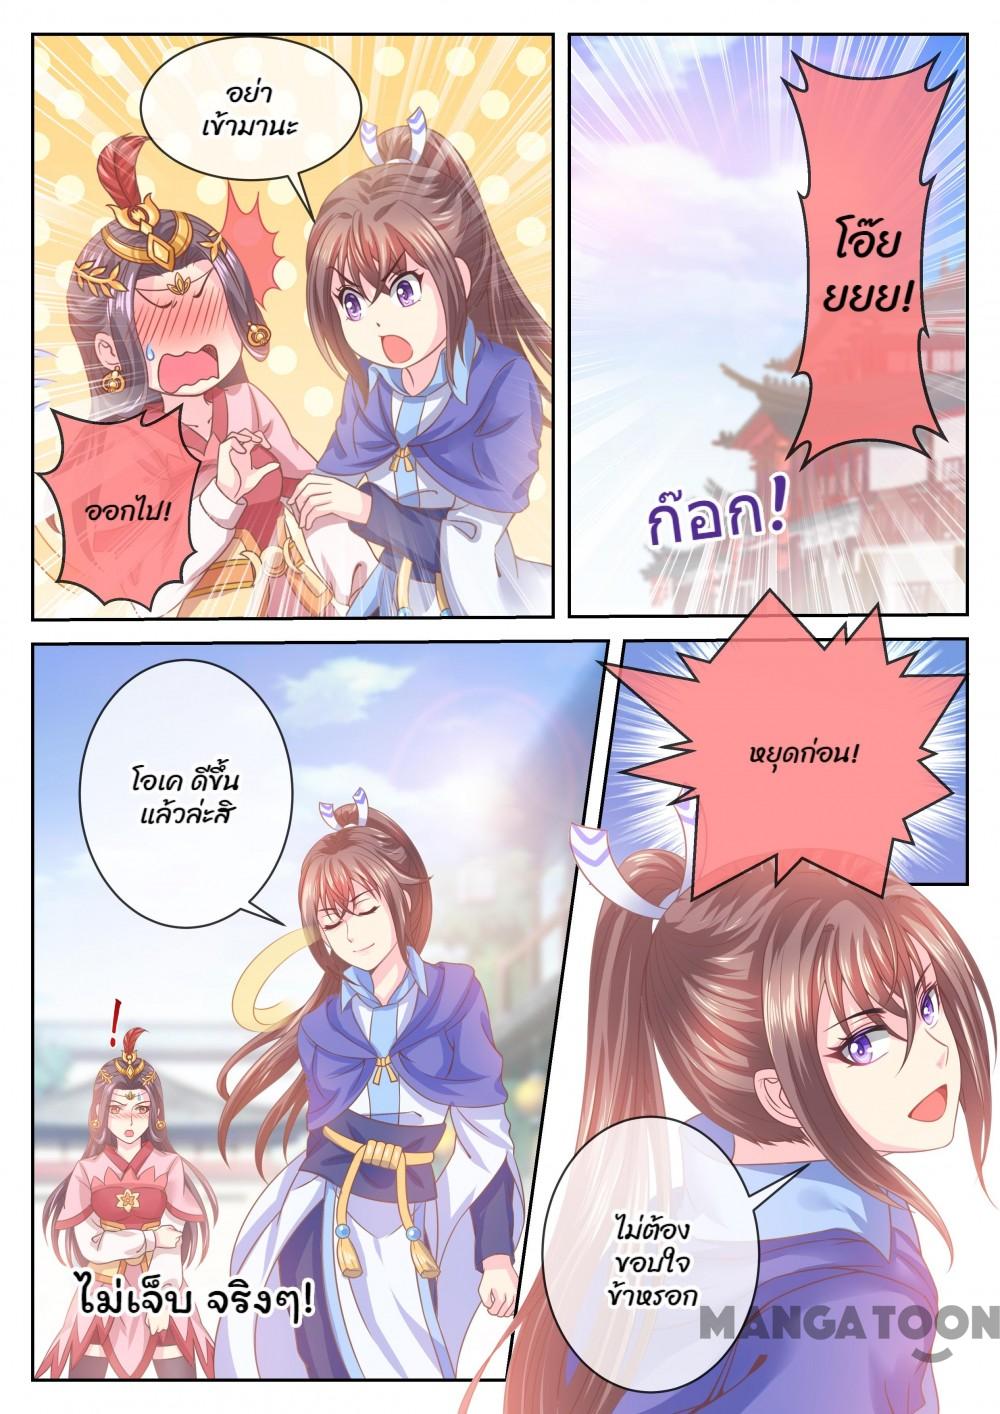 อย่า
เข้ามานะ
ออกไป!
โอ๊ย
ยยย!
ก๊อก!
โอเค ดีขึ้น
แล้วล่ะสิ
!
ไม่เจ็บ จริงๆ!
หยุดก่อน!
ไม่ต้อง
ขอบใจ
ข้าหรอก
MANGATOON